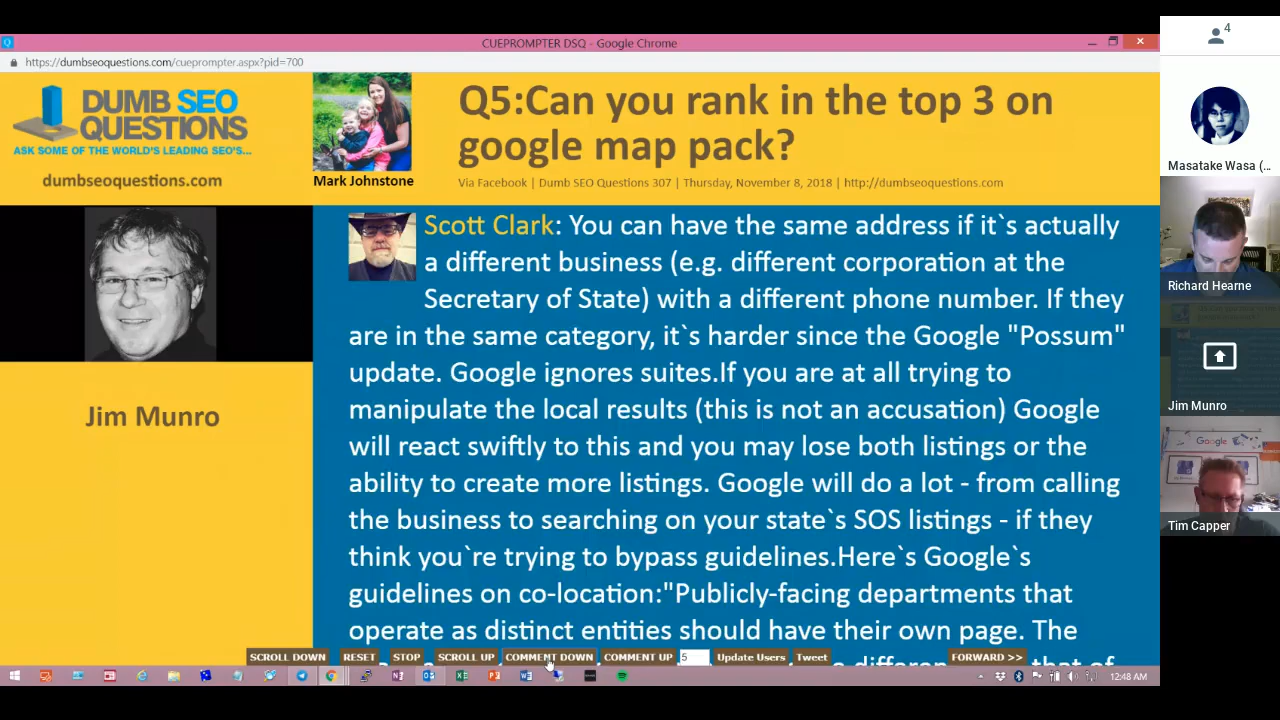 CUEPROMPTER DSQ - Google Chrome
https://dumbseoquestions.com/cueprompter.aspx?pid=700
DUMB SEO
QUESTIONS
ASK SOME OF THE WORLD'S LEADING SEO'S...
dumbseoquestions.com
Mark Johnstone
Q5:Can you rank in the top 3 on
google map pack?
Via Facebook | Dumb SEO Questions 307 | Thursday, November 8, 2018 | http://dumbseoquestions.com
Jim Munro
Scott Clark: You can have the same address if it`s actually
a different business (e.g. different corporation at the
Secretary of State) with a different phone number. If they
are in the same category, it`s harder since the Google "Possum"
update. Google ignores suites.If you are at all trying to
manipulate the local results (this is not an accusation) Google
will react swiftly to this and you may lose both listings or the
ability to create more listings. Google will do a lot - from calling
the business to searching on your state`s SOS listings - if they
think you`re trying to bypass guidelines.Here`s Google`s
guidelines on co-location:"Publicly-facing departments that
operate as distinct entities should have their own page. The
that of
SCROLL DOWN RESET STOP SCROLL UP COMMENT DOWN COMMENT UP 5 Update Users Tweet FORWARD >>
12:48 AM
4
Masatake Wasa (...
Richard Hearne
Jim Munro
Google
Tim Capper